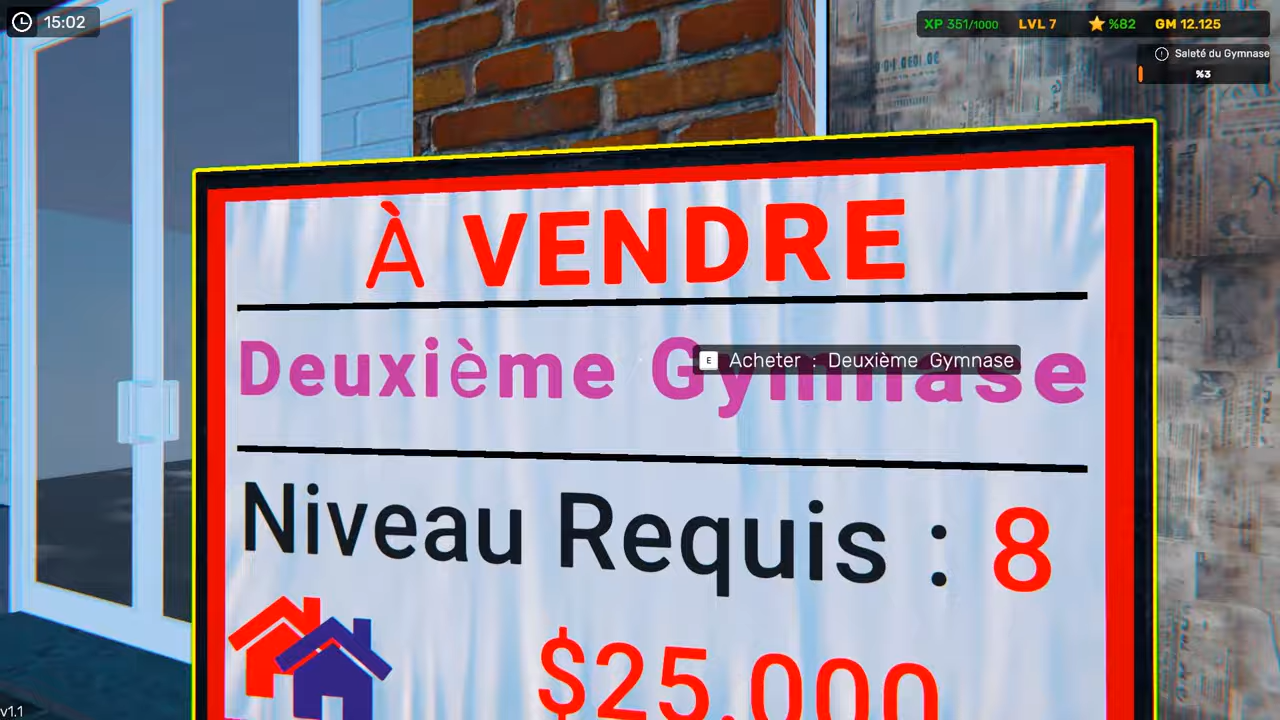 15:02
XP 351/1000 LVL 7 %82 GM 12.125
Saleté du Gymnase
%3
À VENDRE
Deuxième Gymnase
E Acheter : Deuxième Gymnase
Niveau Requis : 8
$25.000
v1.1